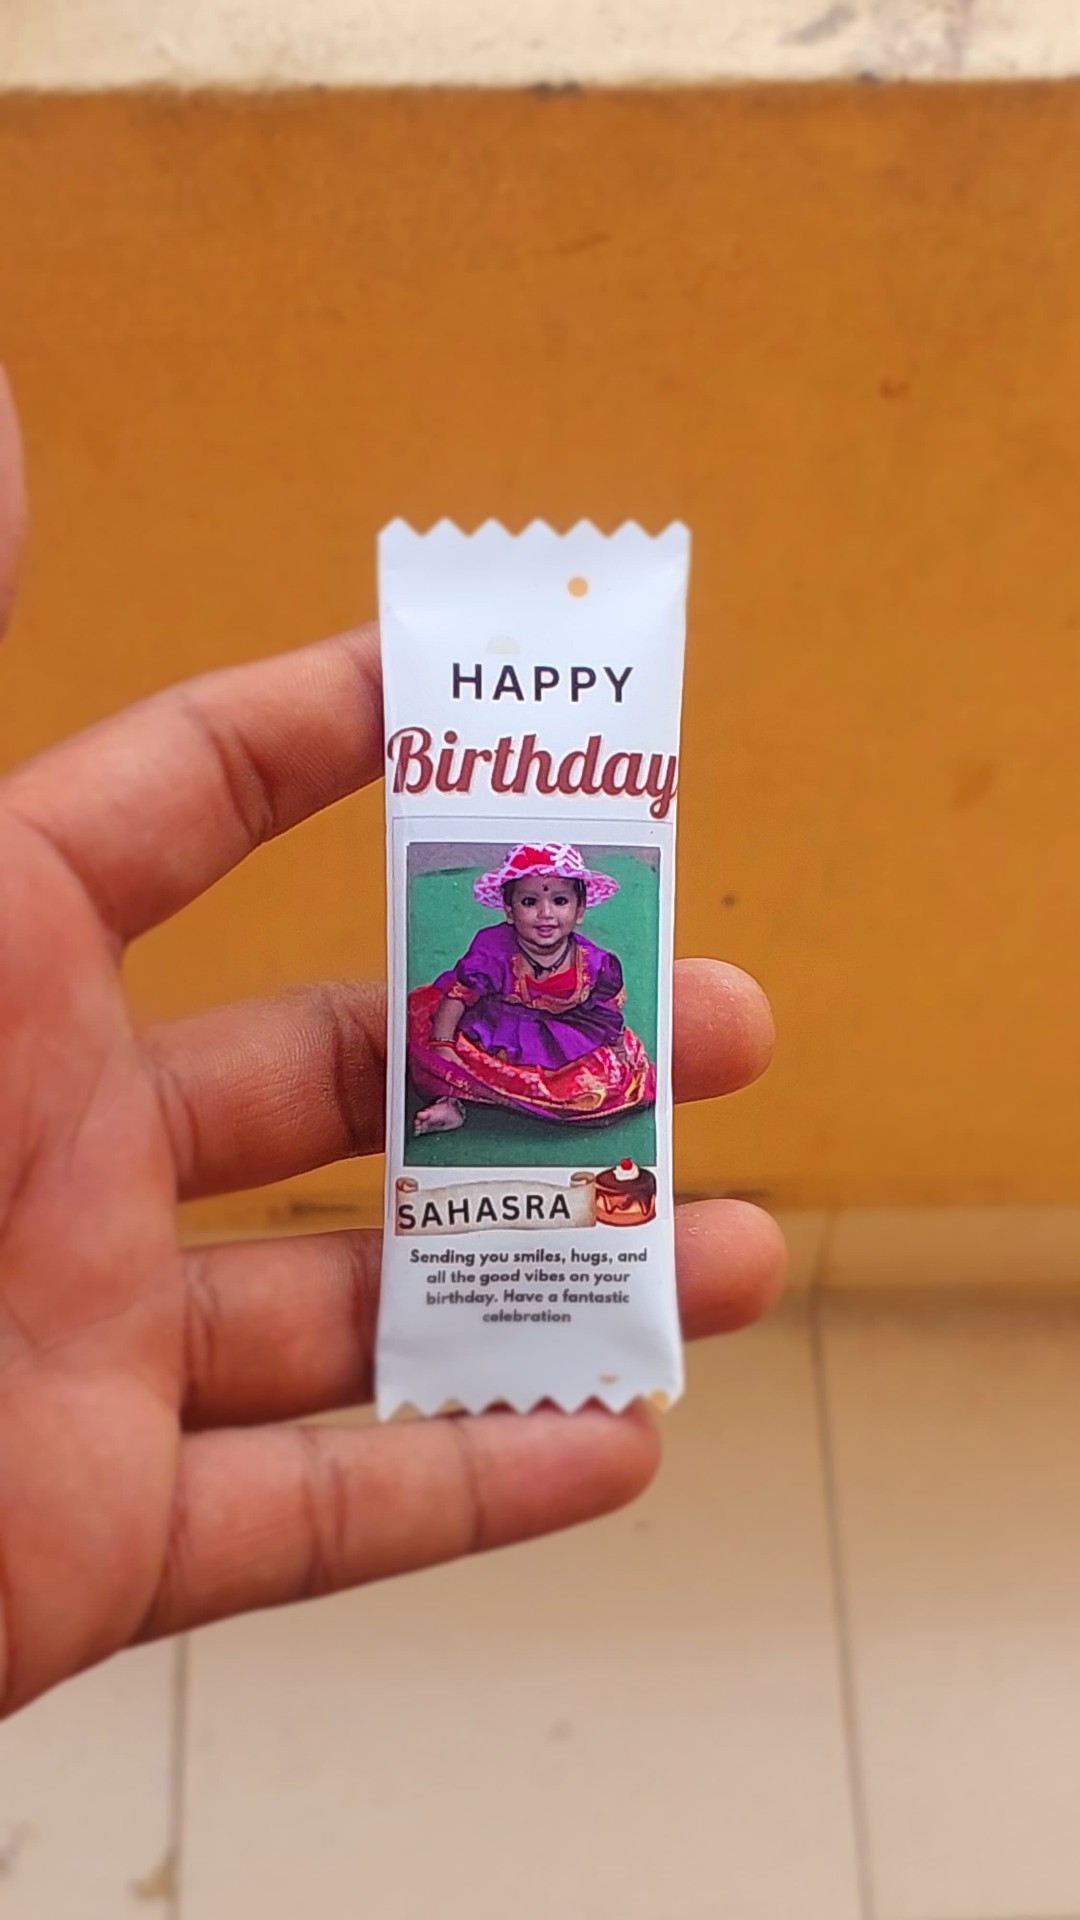 HAPPY
Birthday
SAHASRA
Sending you smiles, hugs, and
all the good vibes on your
birthday. Have a fantastic
celebration